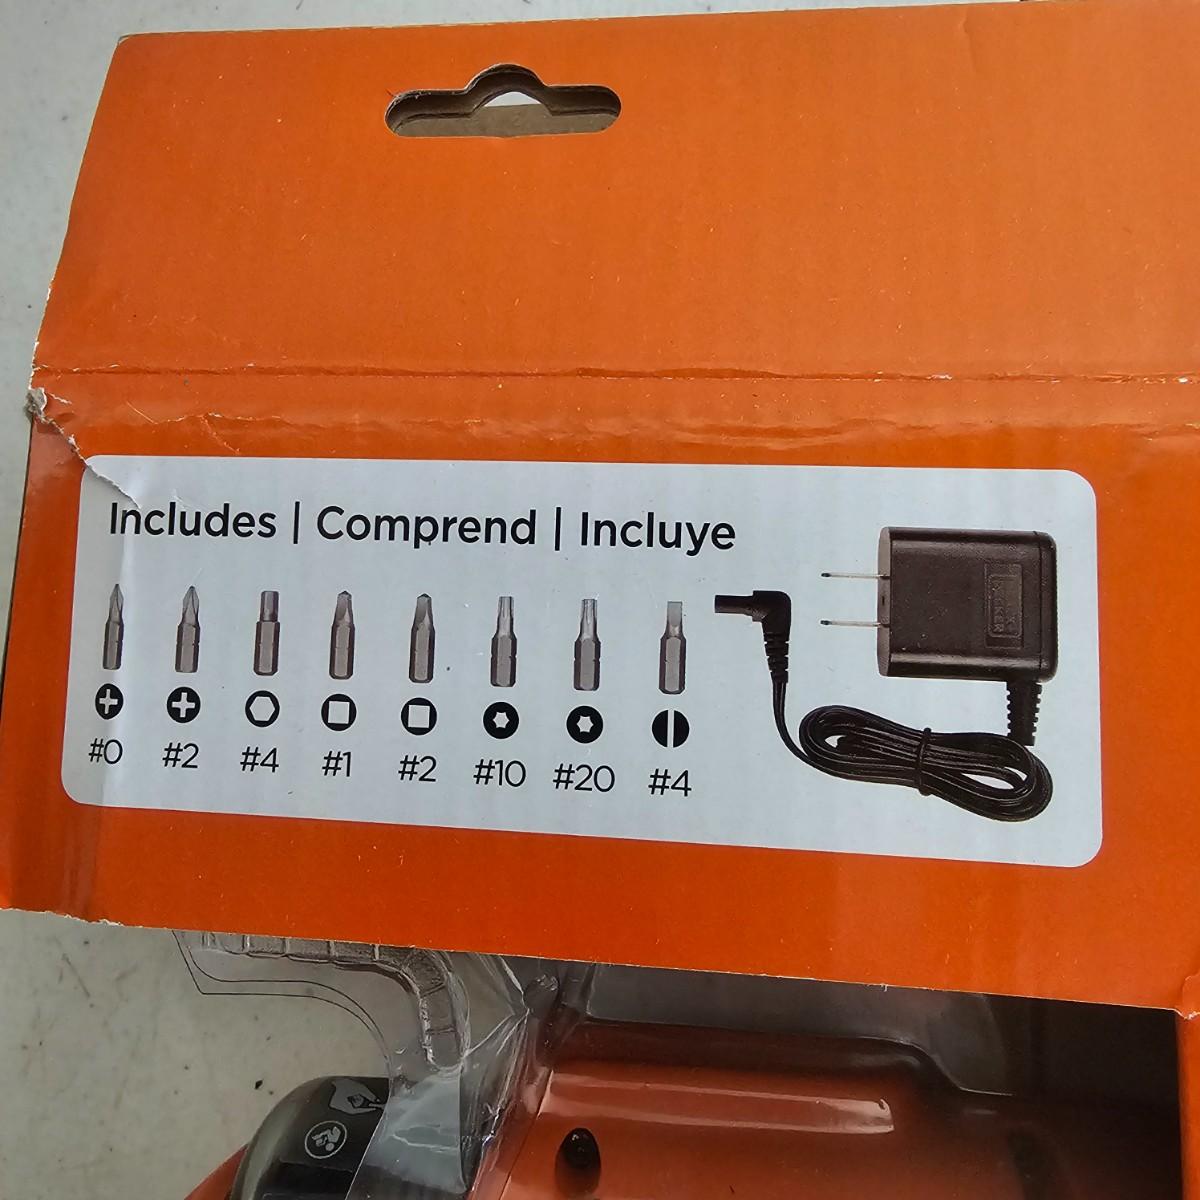 Includes | Comprend | Incluye
#0 #2 #4 #1 #2 #10 #20 #4